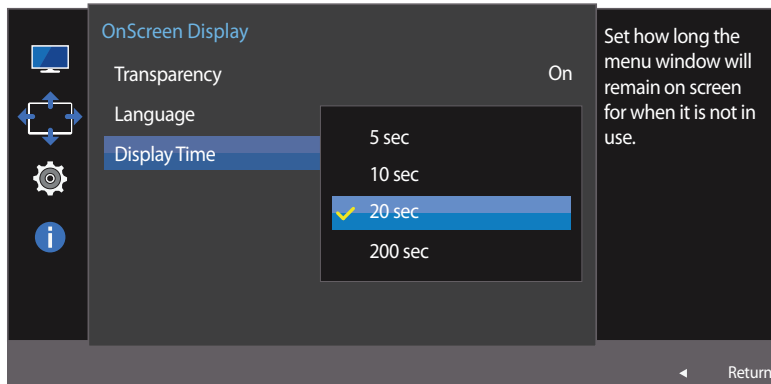 OnScreen Display
Transparency On
Language
Display Time
5 sec
10 sec
20 sec
200 sec
Set how long the
menu window will
remain on screen
for when it is not in
use.
Return